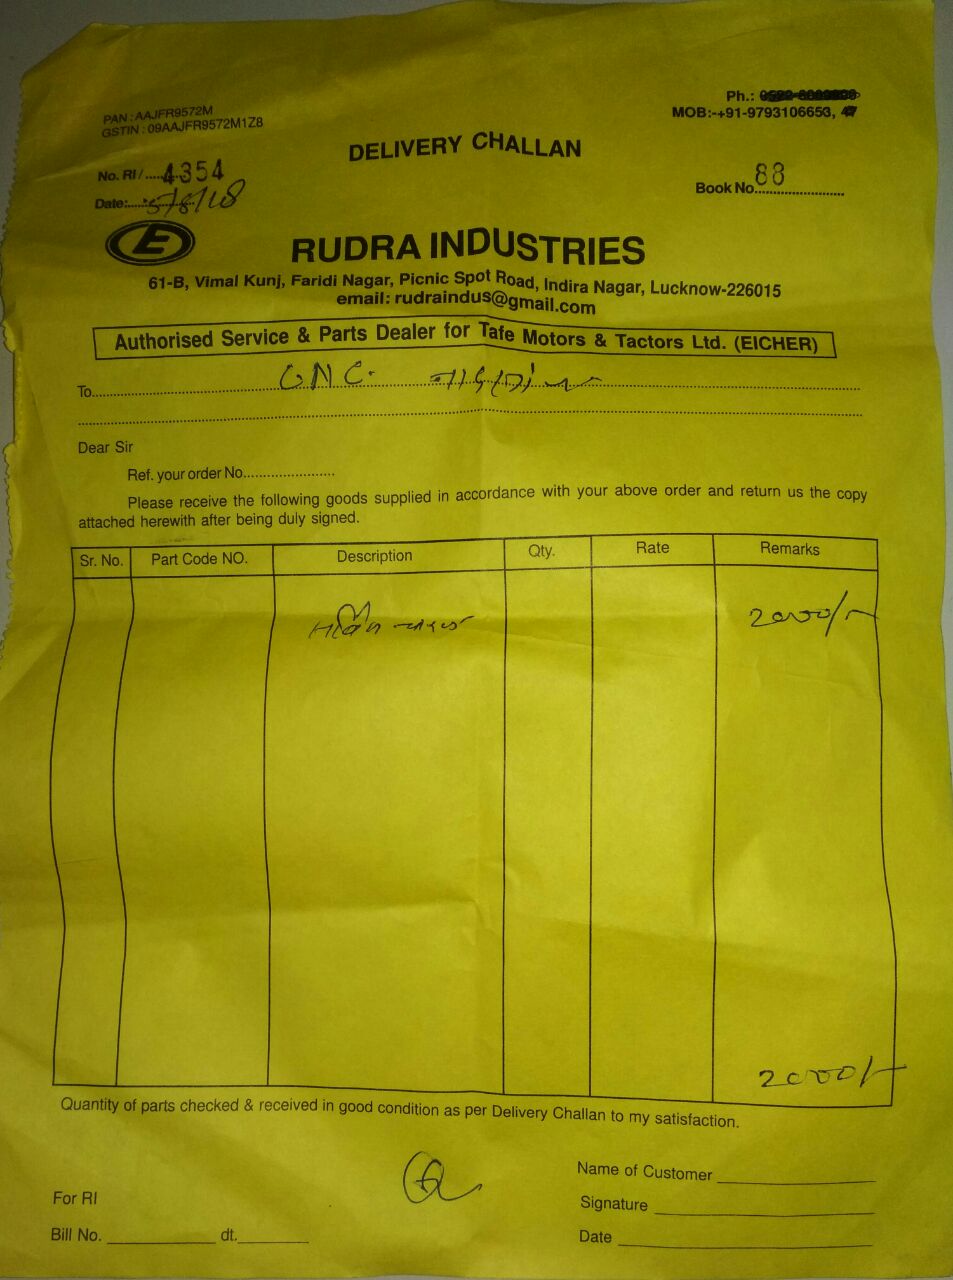 PAN : AAJFR9572M
GSTIN : 09AAJFR9572M1Z8
Ph.:
MOB:-+91-9793106653, 47
DELIVERY CHALLAN
No. RI/.....4354
Book No. 88
Date:.....5/8/18
E
RUDRA INDUSTRIES
61-B, Vimal Kunj, Faridi Nagar, Picnic Spot Road, Indira Nagar, Lucknow-226015
email: rudraindus@gmail.com
Authorised Service & Parts Dealer for Tafe Motors & Tactors Ltd. (EICHER)
To
Dear Sir
Ref. your order No......................
Please receive the following goods supplied in accordance with your above order and return us the copy
attached herewith after being duly signed.
Sr. No. Part Code NO. Description Qty. Rate Remarks
2000/-
2000/-
Quantity of parts checked & received in good condition as per Delivery Challan to my satisfaction.
Name of Customer
For RI
Signature
Bill No. dt.
Date